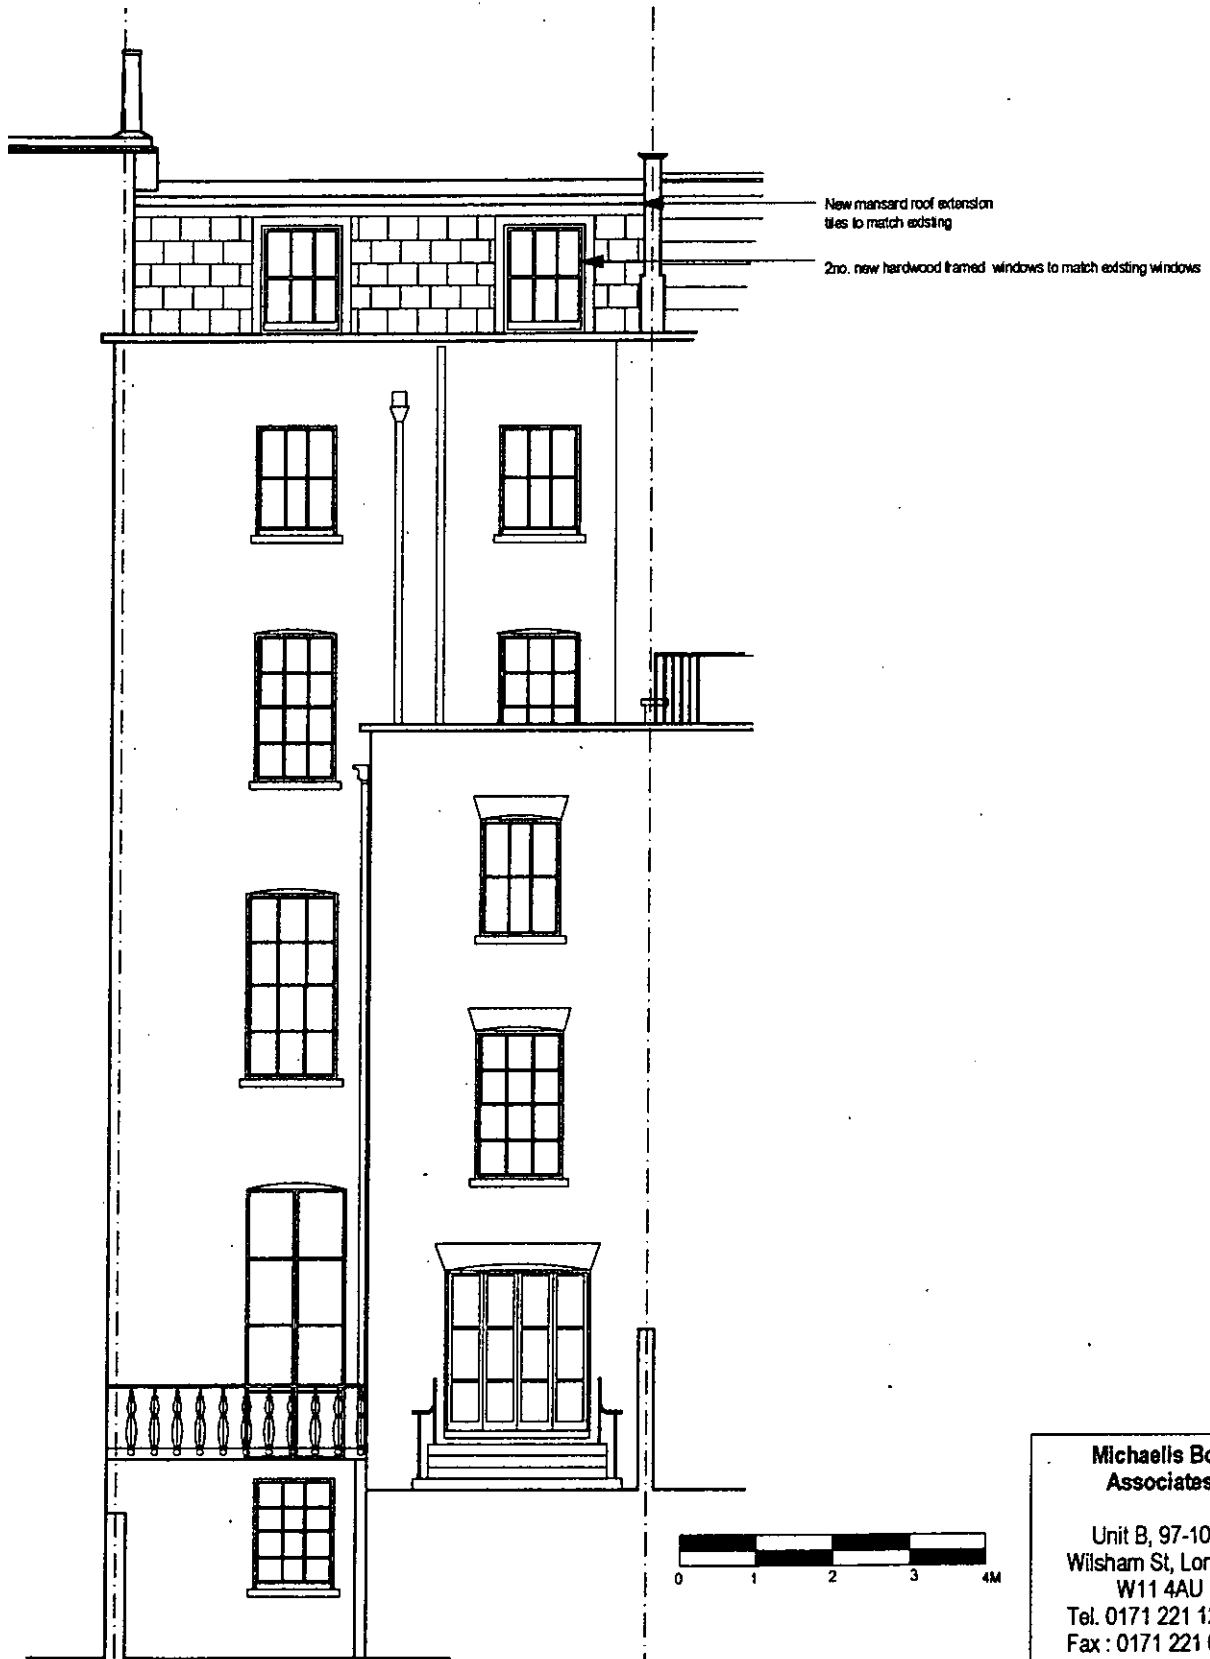 New mansard roof extension
tiles to match existing
2no. new hardwood framed windows to match existing windows
0 1 2 3 4M
Michaelis Bo
Associates
Unit B, 97-10
Wilsham St, Lon
W11 4AU
Tel. 0171 221 12
Fax : 0171 221